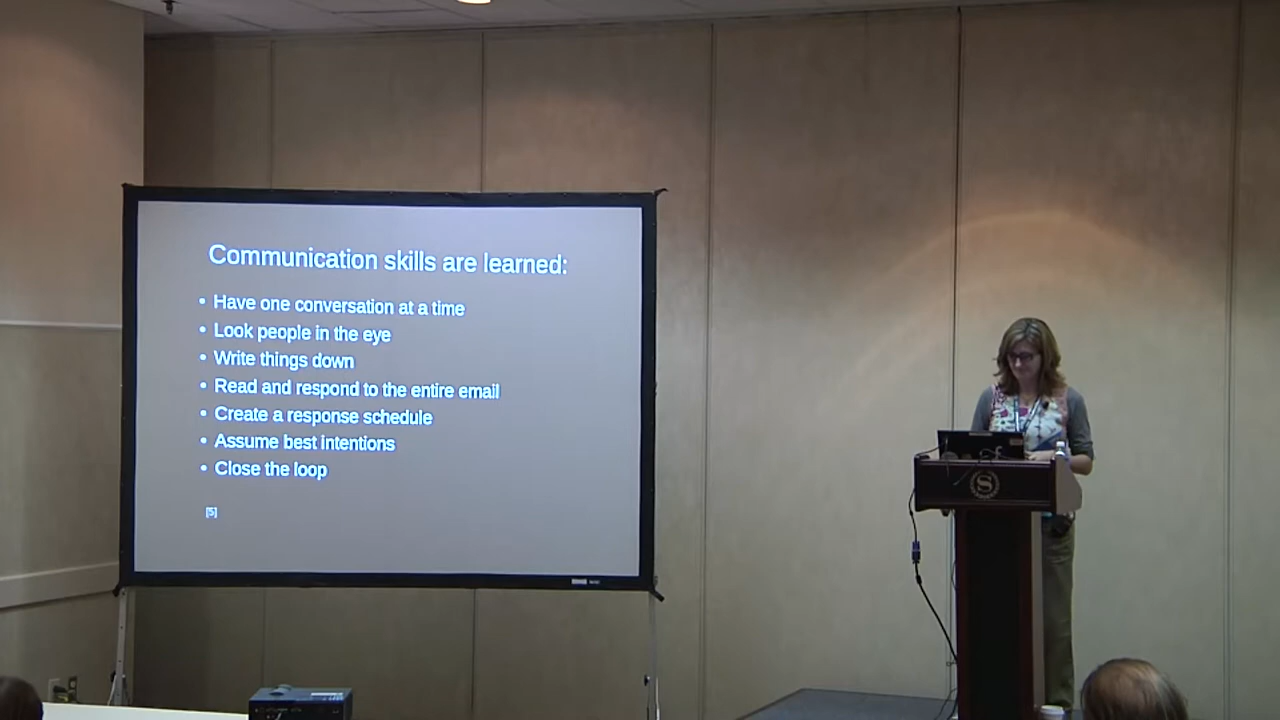 Communication skills are learned:
• Have one conversation at a time
• Look people in the eye
• Write things down
• Read and respond to the entire email
• Create a response schedule
• Assume best intentions
• Close the loop
[5]
S